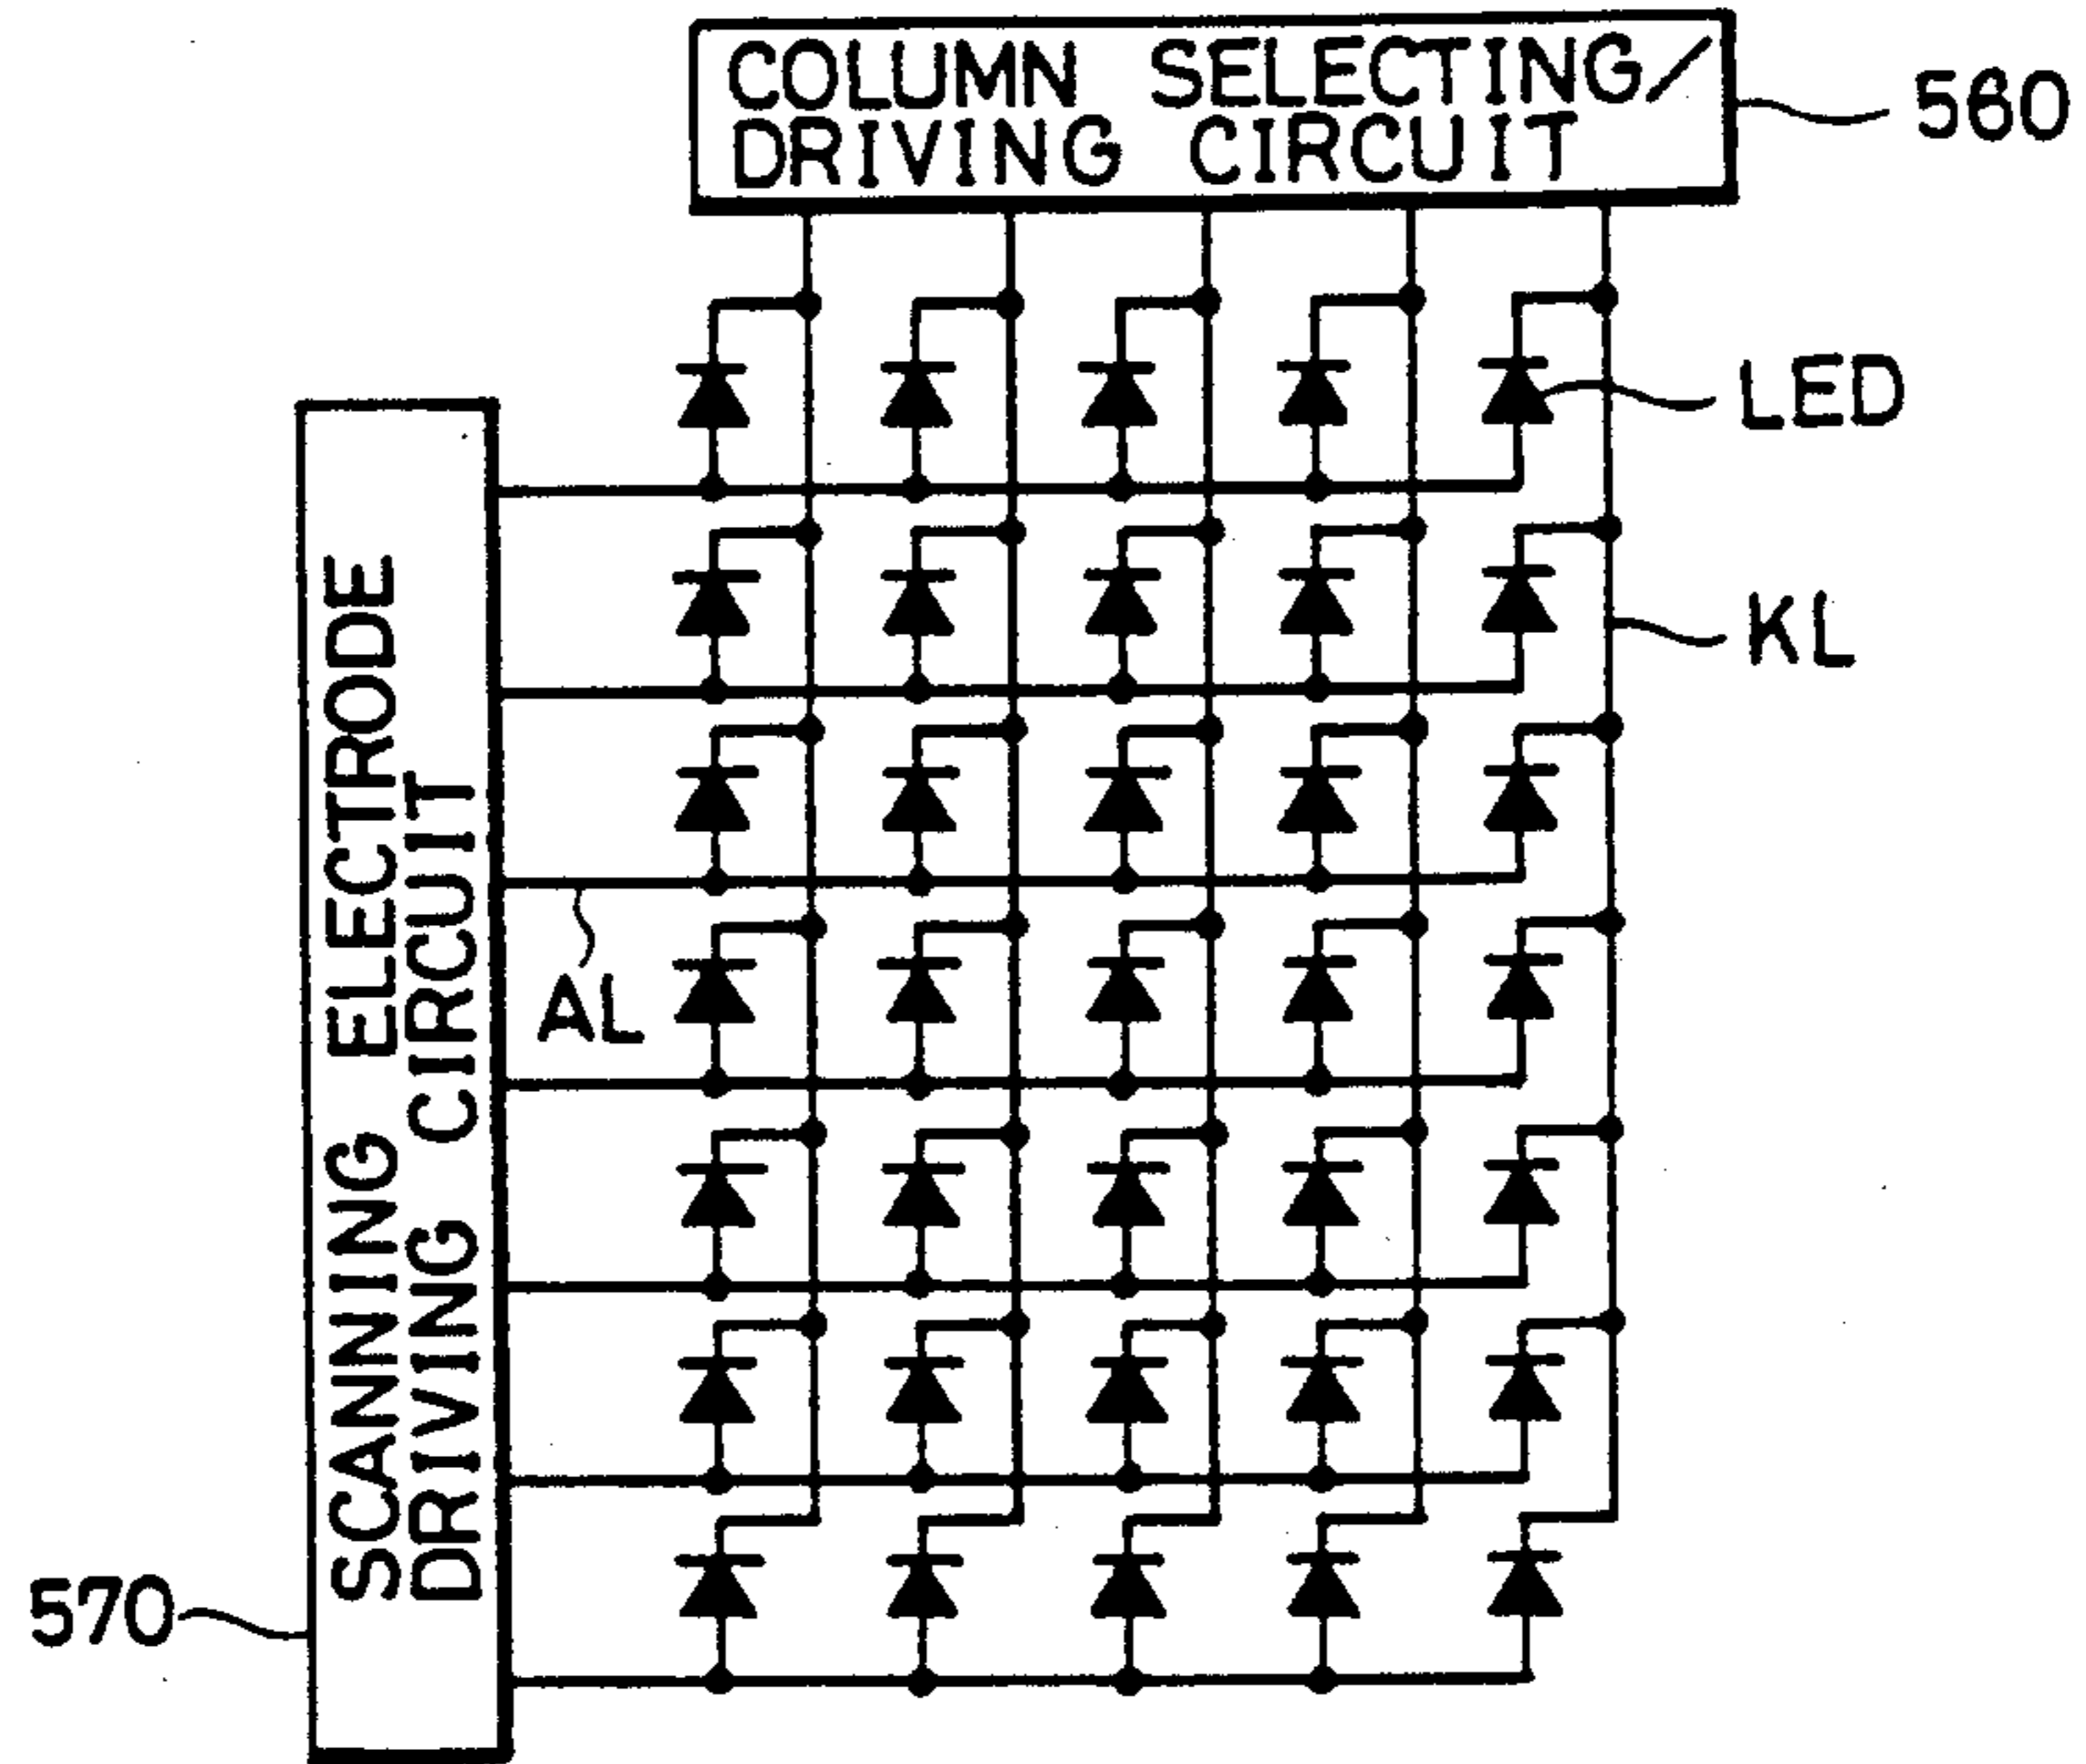 COLUMN SELECTING/
DRIVING CIRCUIT
560
LED
KL
SCANNING ELECTRODE
DRIVING CIRCUIT
AL
570